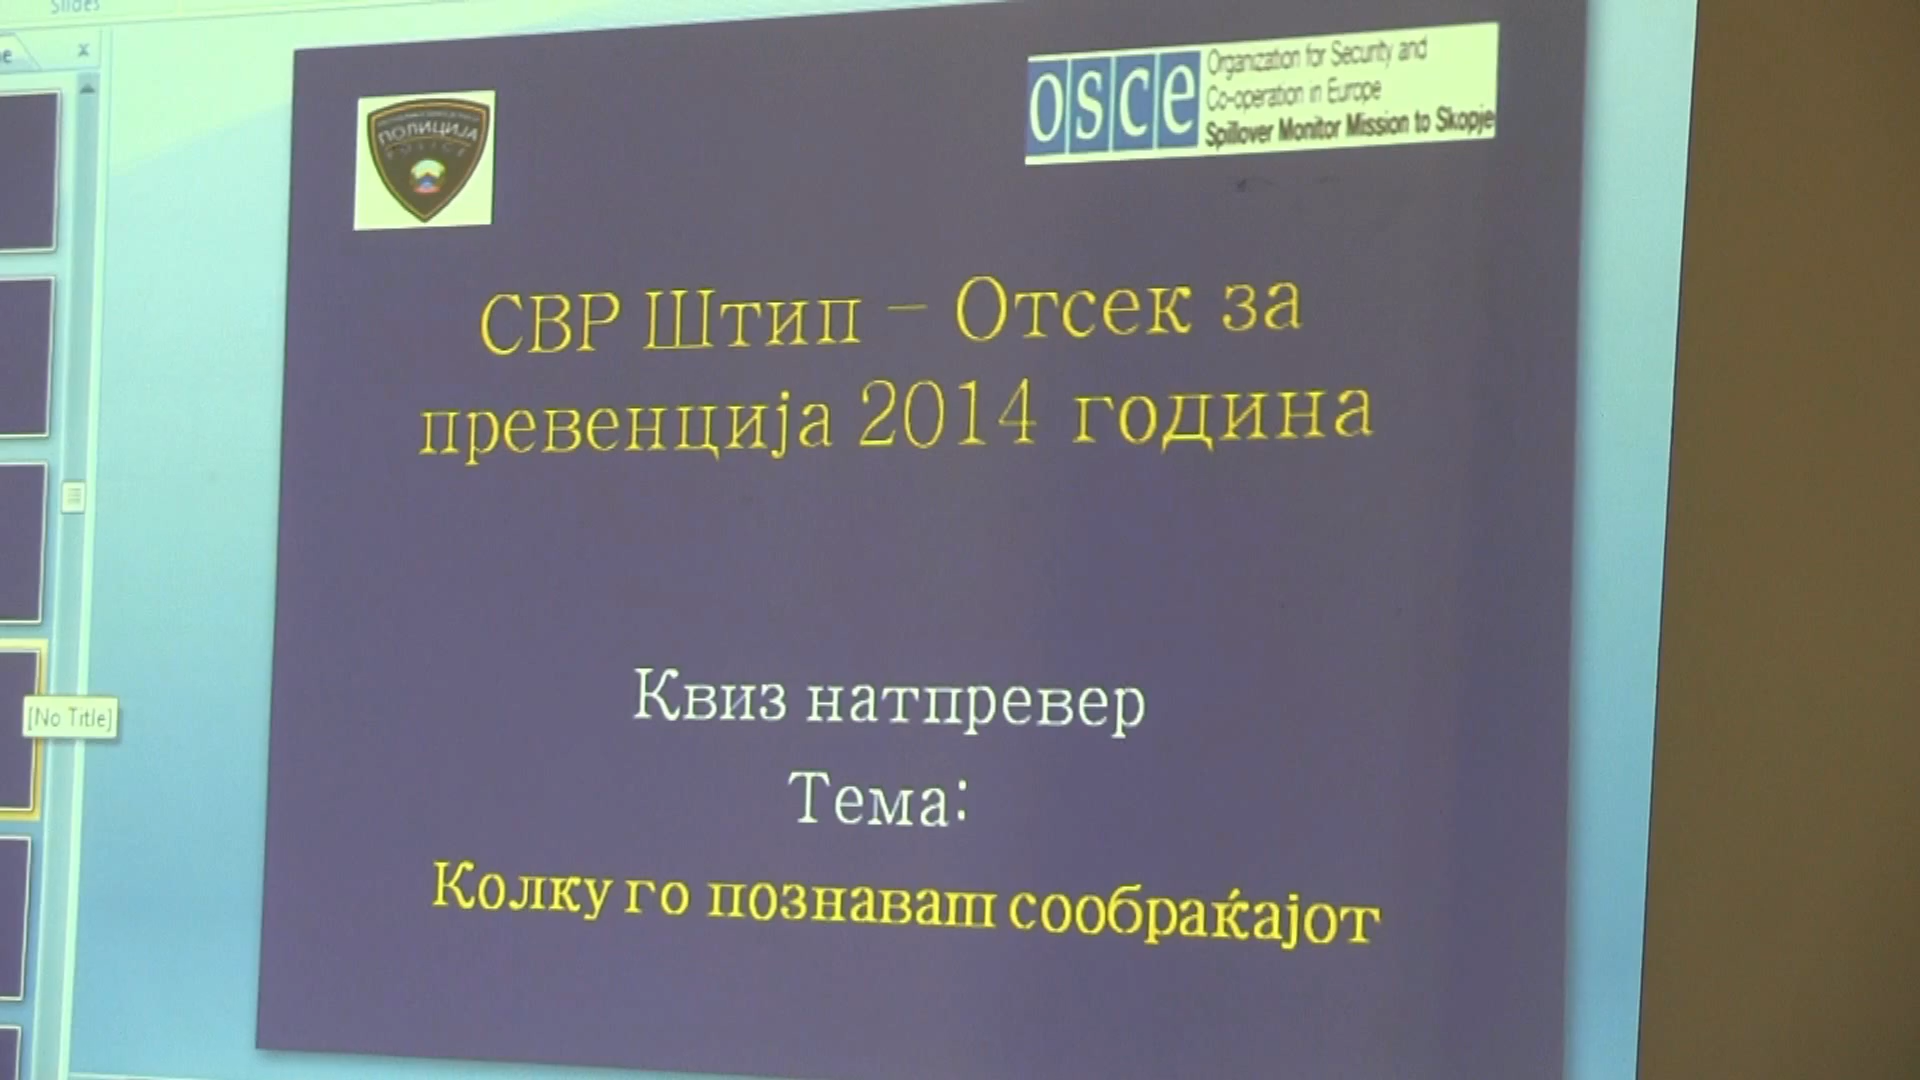 Slides
ПОЛИЦИЈА
POLICE
OSCE
Organization for Security and
Co-operation in Europe
Spillover Monitor Mission to Skopje
СВР Штип – Отсек за
превенција 2014 година
[No Title]
Квиз натпревер
Тема:
Колку го познаваш сообраќајот